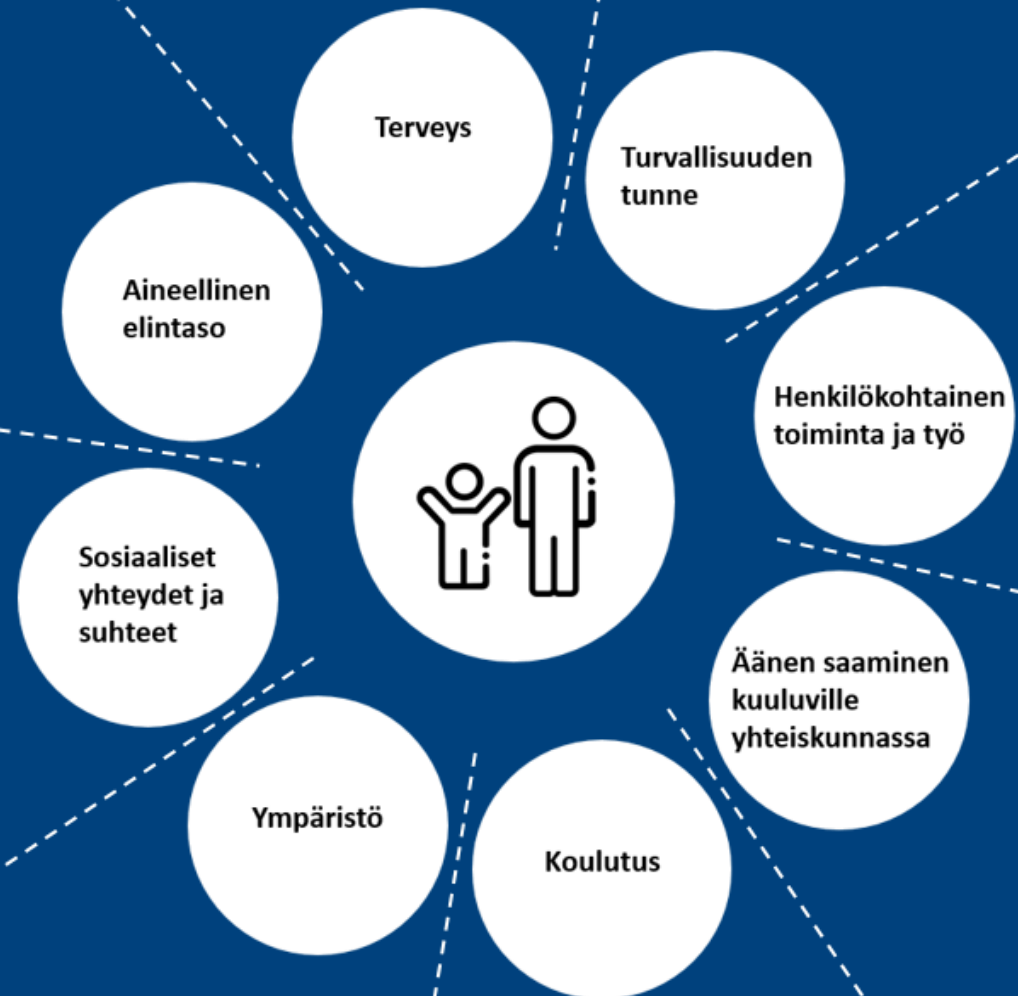 Terveys
Turvallisuuden
tunne
Henkilökohtainen
toiminta ja työ
Äänen saaminen
kuuluville
yhteiskunnassa
Koulutus
Ympäristö
Sosiaaliset
yhteydet ja
suhteet
Aineellinen
elintaso